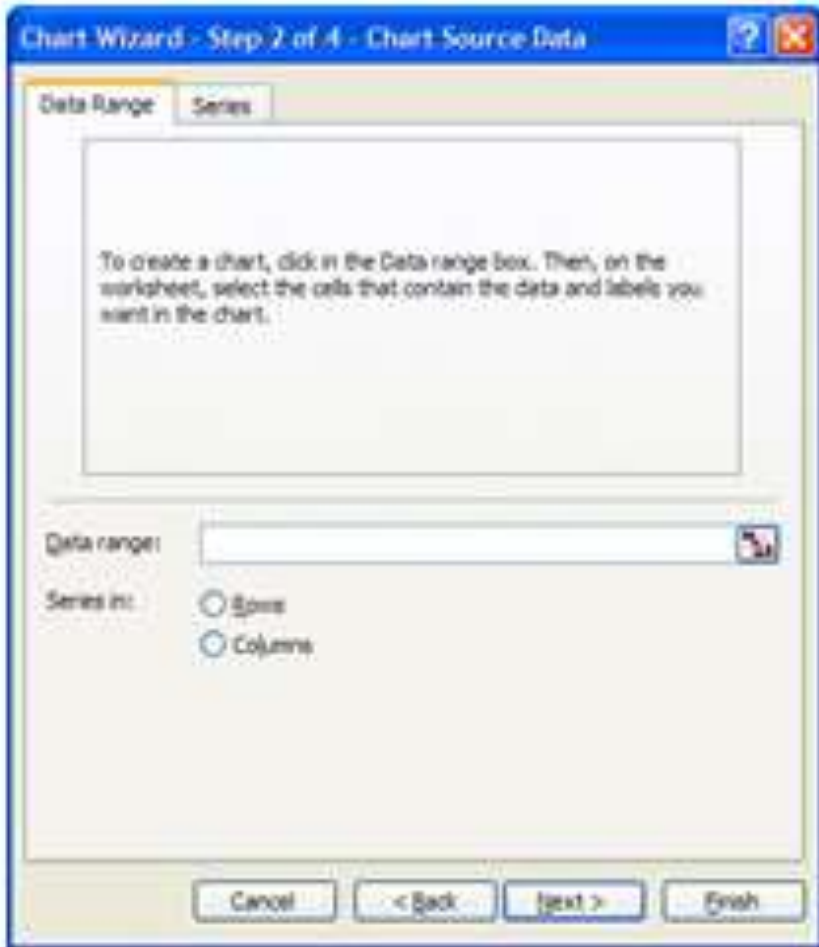 Chart Wizard - Step 2 of 4 - Chart Source Data
Data Range Series
To create a chart, click in the Data range box. Then, on the
worksheet, select the cells that contain the data and labels you
want in the chart.
Data range:
Series in:
Rows
Columns
Cancel < Back Next > Finish